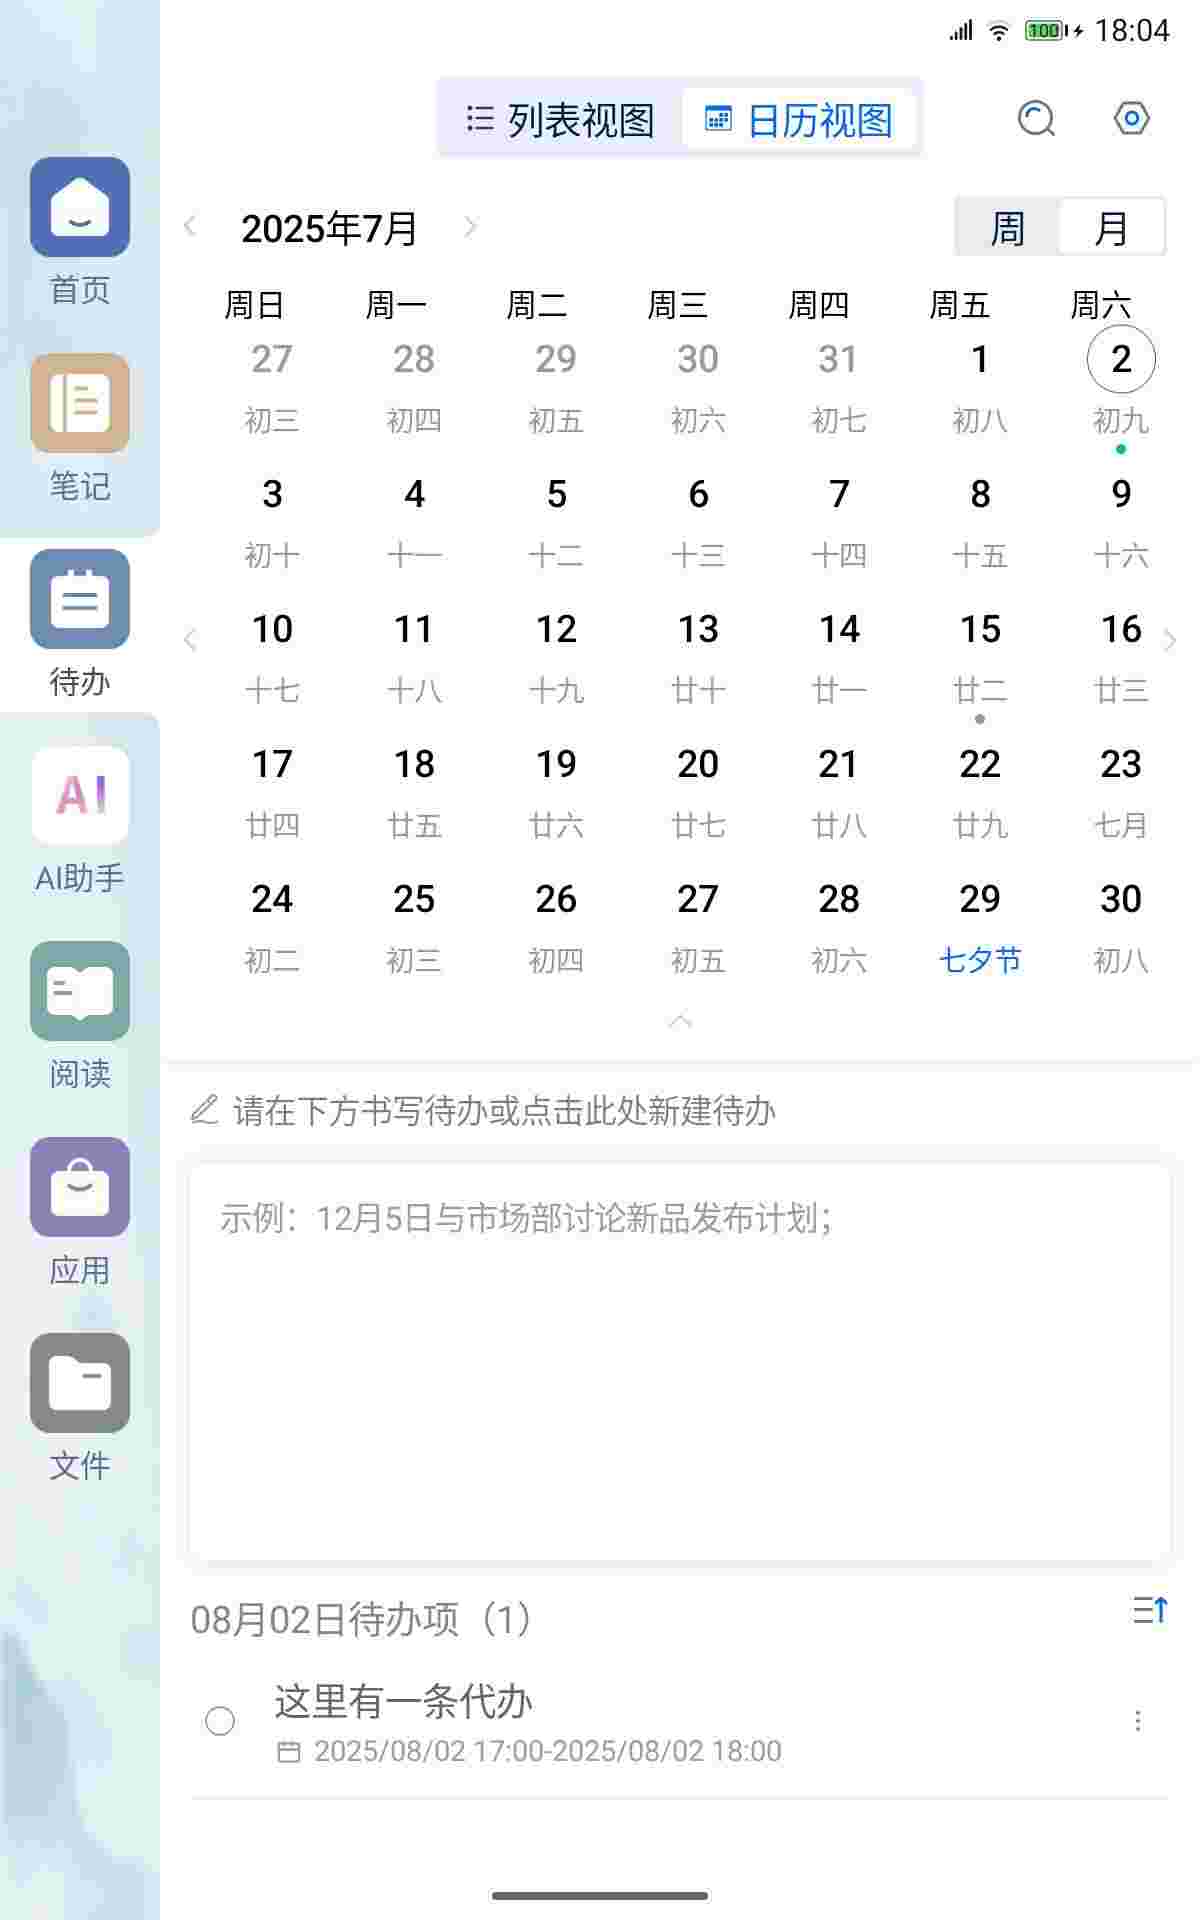 100 18:04
列表视图 日历视图
首页
笔记
待办
AI
AI助手
阅读
应用
文件
2025年7月 周 月
周日 周一 周二 周三 周四 周五 周六
27 28 29 30 31 1 2
初三 初四 初五 初六 初七 初八 初九
3 4 5 6 7 8 9
初十 十一 十二 十三 十四 十五 十六
10 11 12 13 14 15 16
十七 十八 十九 廿十 廿一 廿二 廿三
17 18 19 20 21 22 23
廿四 廿五 廿六 廿七 廿八 廿九 七月
24 25 26 27 28 29 30
初二 初三 初四 初五 初六 七夕节 初八
请在下方书写待办或点击此处新建待办
示例：12月5日与市场部讨论新品发布计划；
08月02日待办项（1）
这里有一条代办
2025/08/02 17:00-2025/08/02 18:00